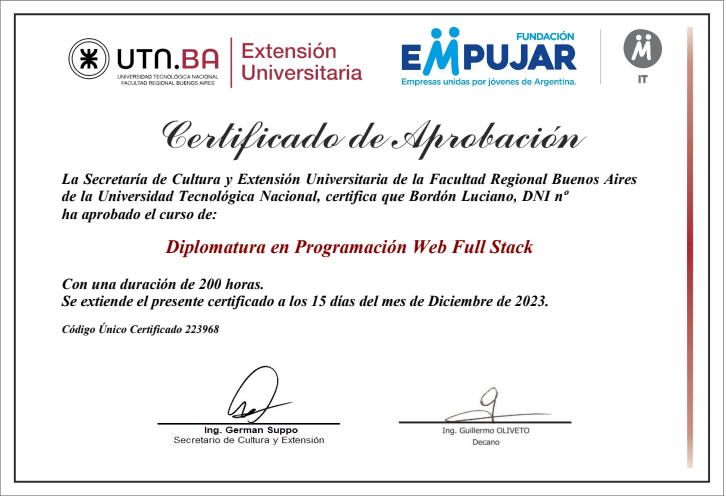 UTN.BA
UNIVERSIDAD TECNOLÓGICA NACIONAL
FACULTAD REGIONAL BUENOS AIRES
Extensión
Universitaria
FUNDACIÓN
EMPUJAR
Empresas unidas por jóvenes de Argentina.
IT
Certificado de Aprobación
La Secretaría de Cultura y Extensión Universitaria de la Facultad Regional Buenos Aires
de la Universidad Tecnológica Nacional, certifica que Bordón Luciano, DNI nº
ha aprobado el curso de:
Diplomatura en Programación Web Full Stack
Con una duración de 200 horas.
Se extiende el presente certificado a los 15 días del mes de Diciembre de 2023.
Código Único Certificado 223968
Ing. German Suppo
Secretario de Cultura y Extensión
Ing. Guillermo OLIVETO
Decano